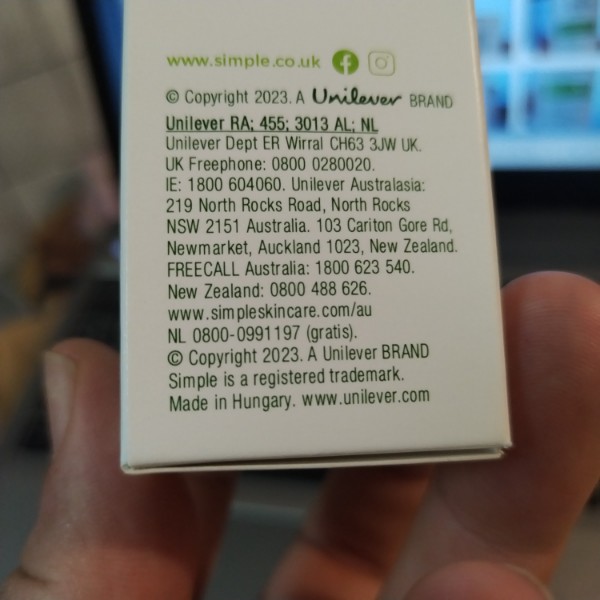 www.simple.co.uk
© Copyright 2023. A Unilever BRAND
Unilever RA; 455; 3013 AL; NL
Unilever Dept ER Wirral CH63 3JW UK.
UK Freephone: 0800 0280020.
IE: 1800 604060. Unilever Australasia:
219 North Rocks Road, North Rocks
NSW 2151 Australia. 103 Cariton Gore Rd,
Newmarket, Auckland 1023, New Zealand.
FREECALL Australia: 1800 623 540.
New Zealand: 0800 488 626.
www.simpleskincare.com/au
NL 0800-0991197 (gratis).
© Copyright 2023. A Unilever BRAND
Simple is a registered trademark.
Made in Hungary. www.unilever.com